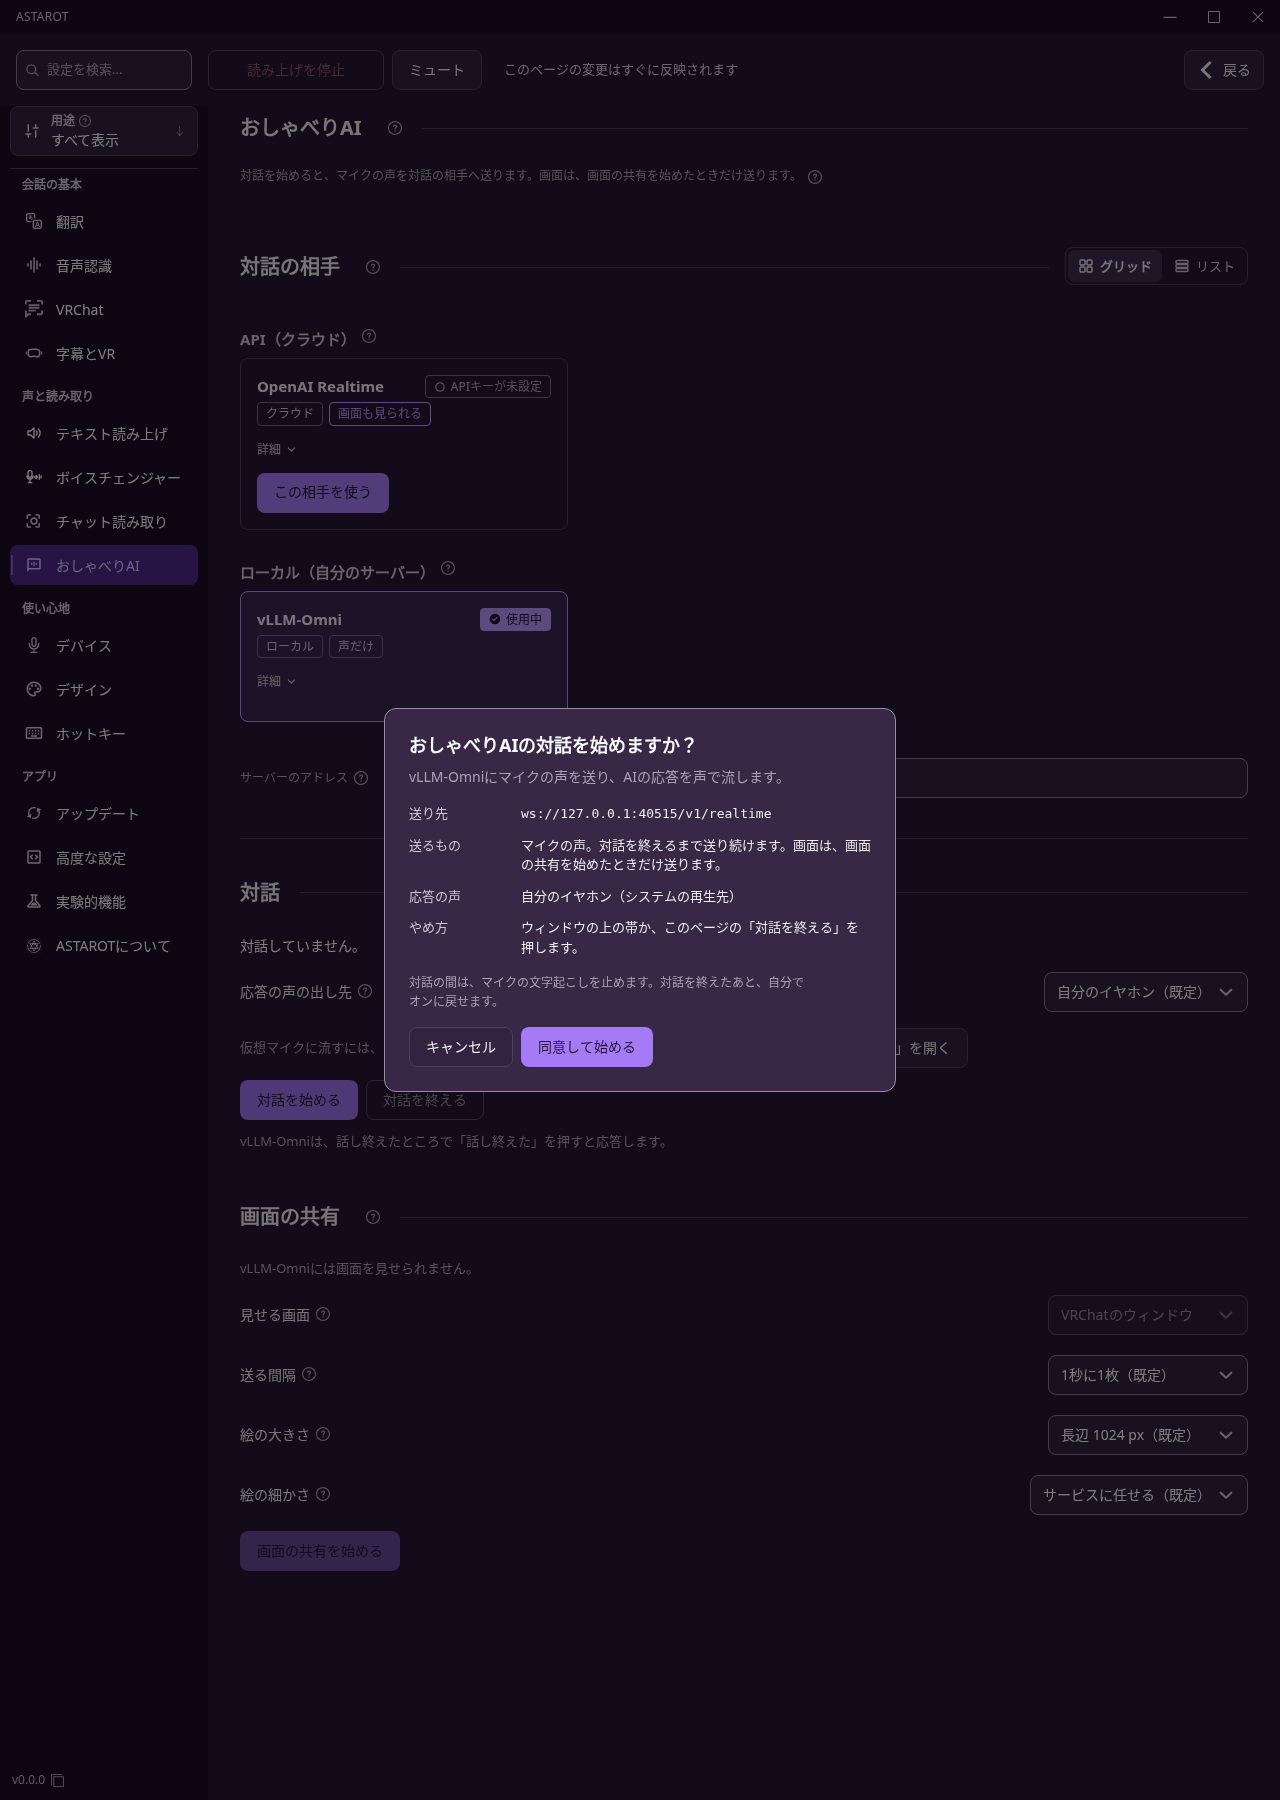 ASTAROT
設定を検索...
読み上げを停止
ミュート
このページの変更はすぐに反映されます
戻る
用途
すべて表示
会話の基本
翻訳
音声認識
VRChat
字幕とVR
声と読み取り
テキスト読み上げ
ボイスチェンジャー
チャット読み取り
おしゃべりAI
使い心地
デバイス
デザイン
ホットキー
アプリ
アップデート
高度な設定
実験的機能
ASTAROTについて
v0.0.0
おしゃべりAI
対話を始めると、マイクの声を対話の相手へ送ります。画面は、画面の共有を始めたときだけ送ります。
対話の相手
グリッド
リスト
API（クラウド）
OpenAI Realtime
APIキーが未設定
クラウド
画面も見られる
詳細
この相手を使う
ローカル（自分のサーバー）
vLLM-Omni
使用中
ローカル
声だけ
詳細
サーバーのアドレス
対話
対話していません。
応答の声の出し先
自分のイヤホン（既定）
仮想マイクに流すには、
」を開く
対話を始める
対話を終える
vLLM-Omniは、話し終えたところで「話し終えた」を押すと応答します。
画面の共有
vLLM-Omniには画面を見せられません。
見せる画面
VRChatのウィンドウ
送る間隔
1秒に1枚（既定）
絵の大きさ
長辺 1024 px（既定）
絵の細かさ
サービスに任せる（既定）
画面の共有を始める
おしゃべりAIの対話を始めますか？
vLLM-Omniにマイクの声を送り、AIの応答を声で流します。
送り先
ws://127.0.0.1:40515/v1/realtime
送るもの
マイクの声。対話を終えるまで送り続けます。画面は、画面
の共有を始めたときだけ送ります。
応答の声
自分のイヤホン（システムの再生先）
やめ方
ウィンドウの上の帯か、このページの「対話を終える」を
押します。
対話の間は、マイクの文字起こしを止めます。対話を終えたあと、自分で
オンに戻せます。
キャンセル
同意して始める